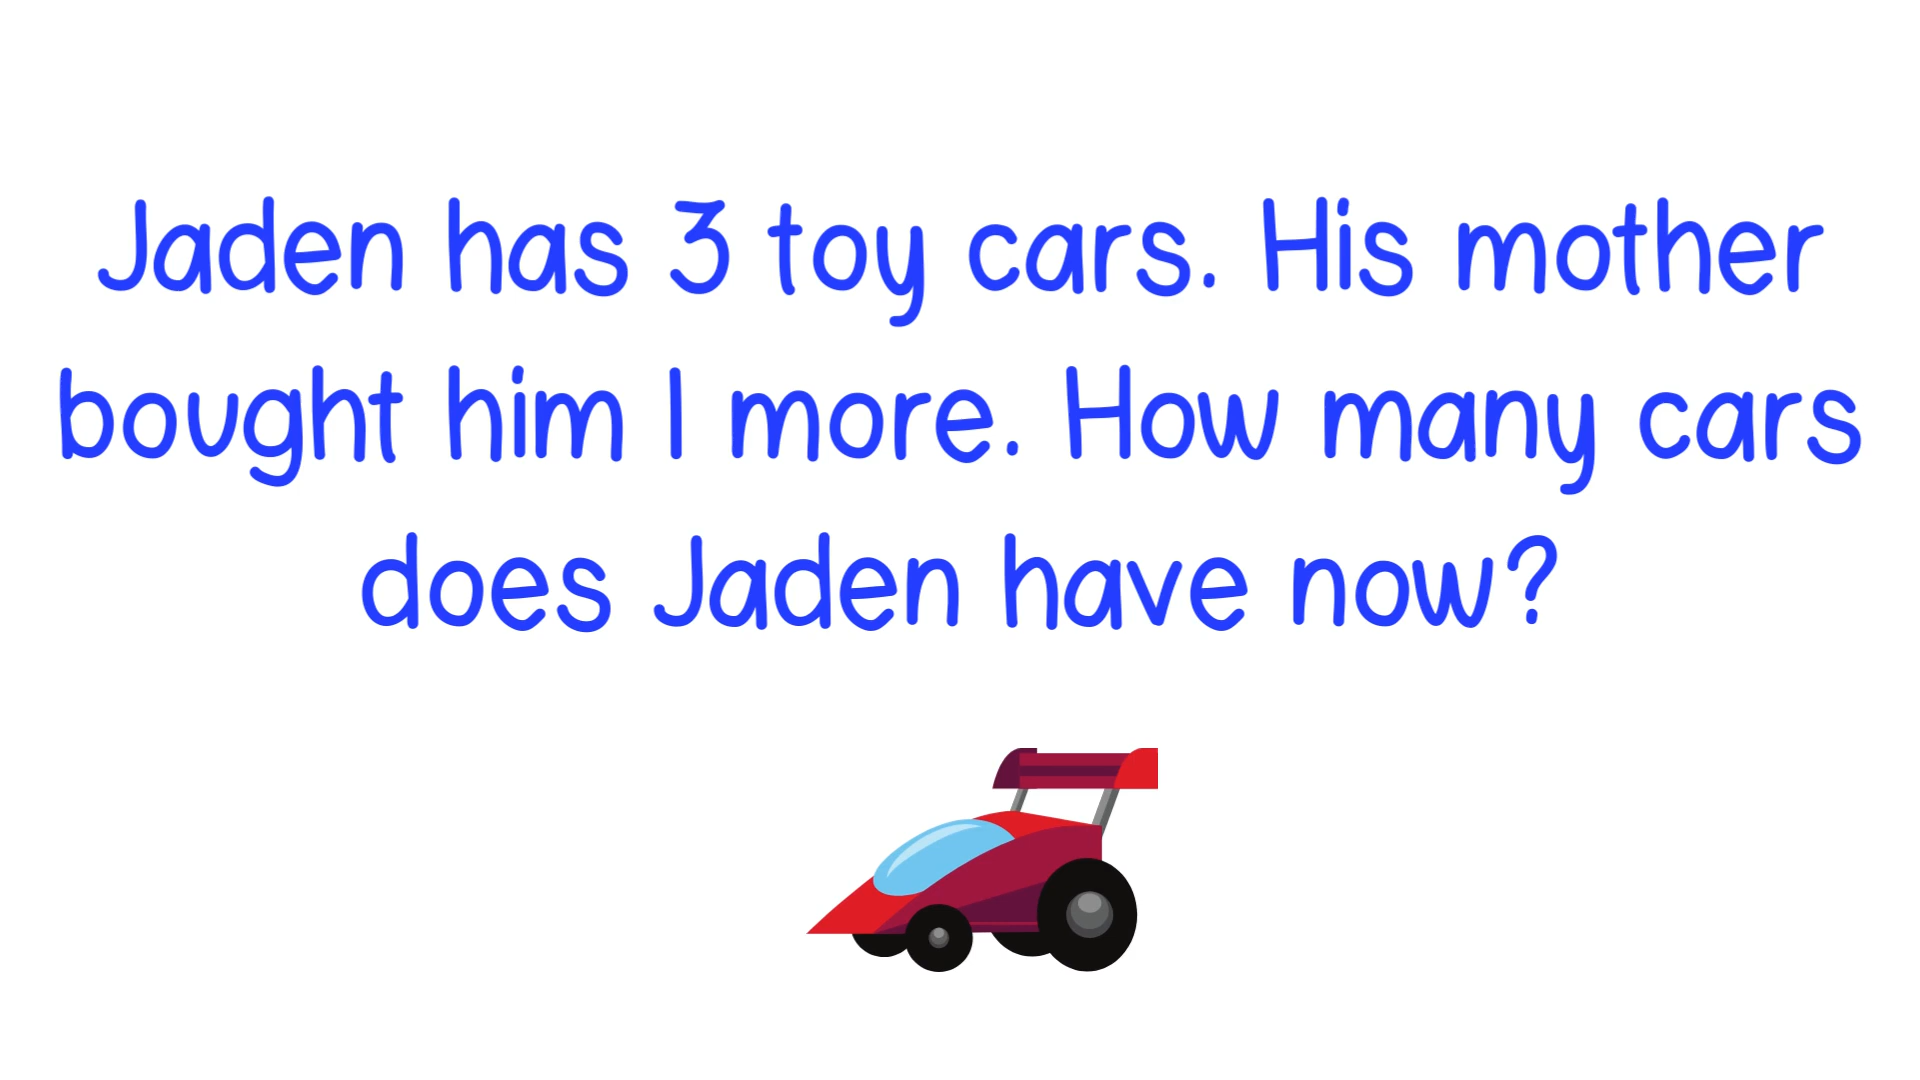 Jaden has 3 toy cars. His mother
bought him 1 more. How many cars
does Jaden have now?